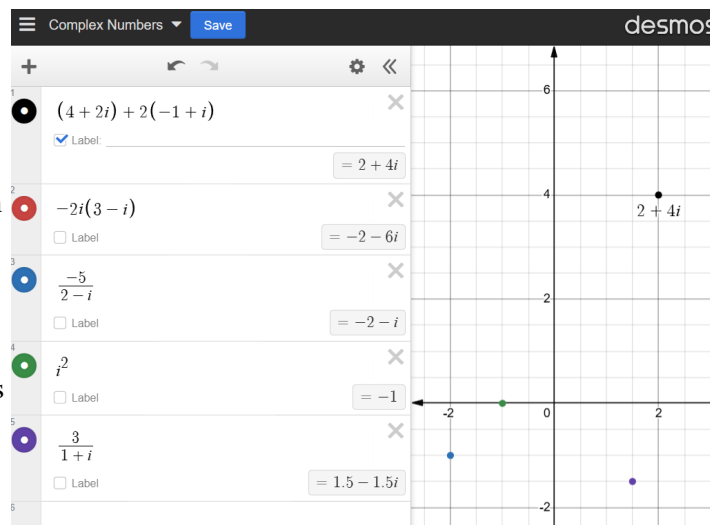 Complex Numbers Save desmos
1
(4 + 2i) + 2(−1 + i)
Label:
= 2 + 4i
2
−2i(3 − i)
Label
= −2 − 6i
3
−5
2 − i
Label
= −2 − i
4
i²
Label
= −1
5
3
1 + i
Label
= 1.5 − 1.5i
6
6
4
2 + 4i
2
-2 0 2
-2